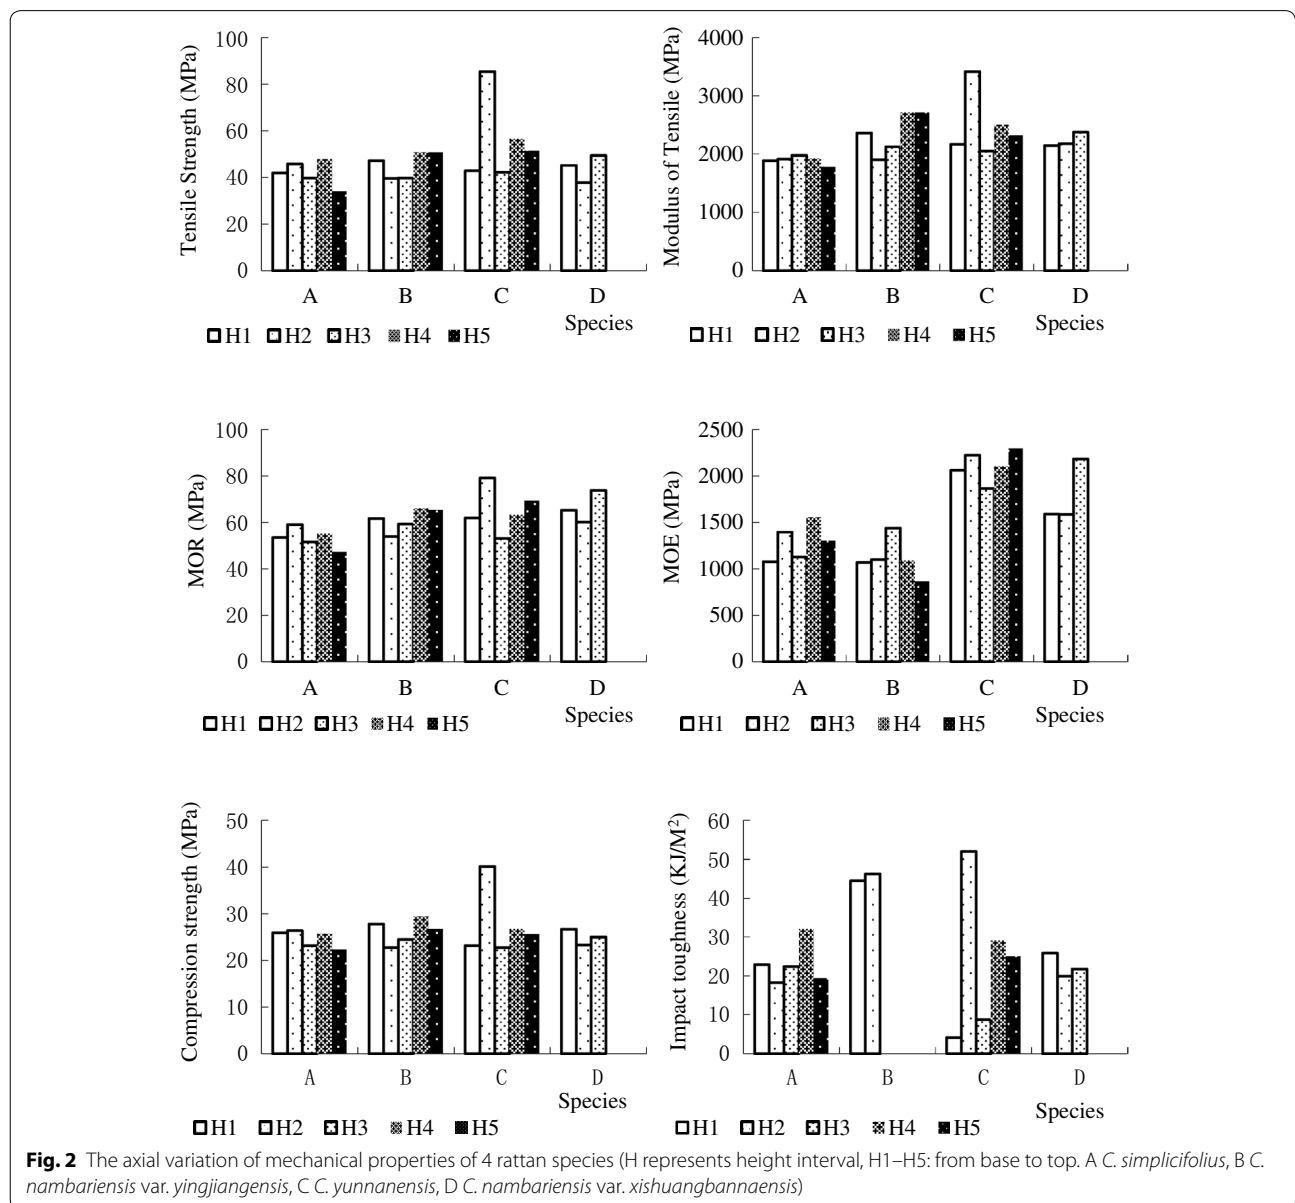 Tensile Strength (MPa)
100
80
60
40
20
0
A B C D
Species
H1 H2 H3 H4 H5
Modulus of Tensile (MPa)
4000
3000
2000
1000
0
A B C D
Species
H1 H2 H3 H4 H5
MOR (MPa)
100
80
60
40
20
0
A B C D
Species
H1 H2 H3 H4 H5
MOE (MPa)
2500
2000
1500
1000
500
0
A B C D
Species
H1 H2 H3 H4 H5
Compression strength (MPa)
50
40
30
20
10
0
A B C D
Species
H1 H2 H3 H4 H5
Impact toughness (KJ/M²)
60
50
40
30
20
10
0
A B C D
Species
H1 H2 H3 H4 H5
Fig. 2 The axial variation of mechanical properties of 4 rattan species (H represents height interval, H1–H5: from base to top. A C. simplicifolius, B C.
nambariensis var. yingjiangensis, C C. yunnanensis, D C. nambariensis var. xishuangbannaensis)